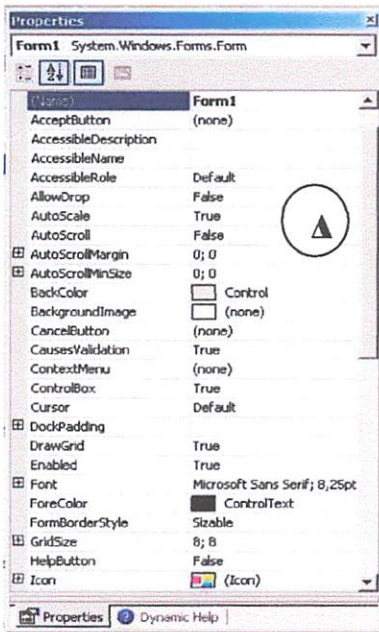 Properties
Form1 System.Windows.Forms.Form
(Name) Form1
AcceptButton (none)
AccessibleDescription
AccessibleName
AccessibleRole Default
AllowDrop False
AutoScale True
AutoScroll False
AutoScrollMargin 0; 0
AutoScrollMinSize 0; 0
BackColor Control
BackgroundImage (none)
CancelButton (none)
CausesValidation True
ContextMenu (none)
ControlBox True
Cursor Default
DockPadding
DrawGrid True
Enabled True
Font Microsoft Sans Serif; 8,25pt
ForeColor ControlText
FormBorderStyle Sizable
GridSize 8; 8
HelpButton False
Icon (Icon)
Properties Dynamic Help